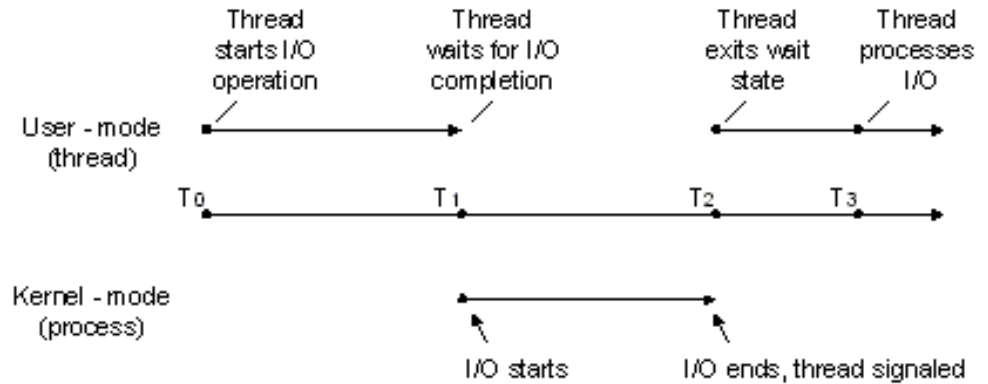 Thread
starts I/O
operation
Thread
waits for I/O
completion
Thread
exits wait
state
Thread
processes
I/O
User - mode
(thread)
T0
T1
T2
T3
Kernel - mode
(process)
I/O starts
I/O ends, thread signaled